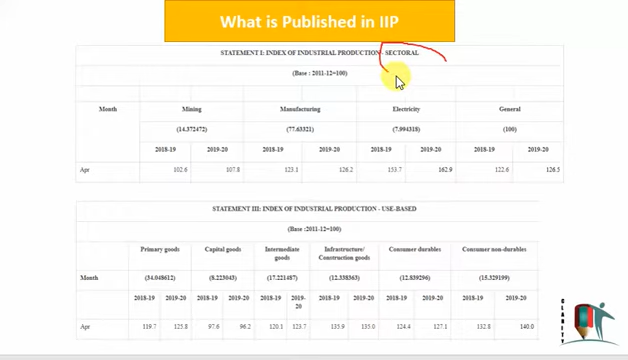 What is Published in IIP
STATEMENT I: INDEX OF INDUSTRIAL PRODUCTION - SECTORAL
(Base : 2011-12=100)
Month Mining Manufacturing Electricity General
(14.372472) (77.63321) (7.994318) (100)
2018-19 2019-20 2018-19 2019-20 2018-19 2019-20 2018-19 2019-20
Apr 102.6 107.8 123.1 126.2 153.7 162.9 122.6 126.5
STATEMENT III: INDEX OF INDUSTRIAL PRODUCTION - USE-BASED
(Base :2011-12=100)
Primary goods Capital goods Intermediate goods Infrastructure/ Construction goods Consumer durables Consumer non-durables
Month (34.048612) (8.223043) (17.221487) (12.338363) (12.839296) (15.329199)
2018-19 2019-20 2018-19 2019-20 2018-19 2019-20 2018-19 2019-20 2018-19 2019-20 2018-19 2019-20
Apr 119.7 125.8 97.6 96.2 120.1 123.7 135.9 135.0 124.4 127.1 132.8 140.0
CLARITY